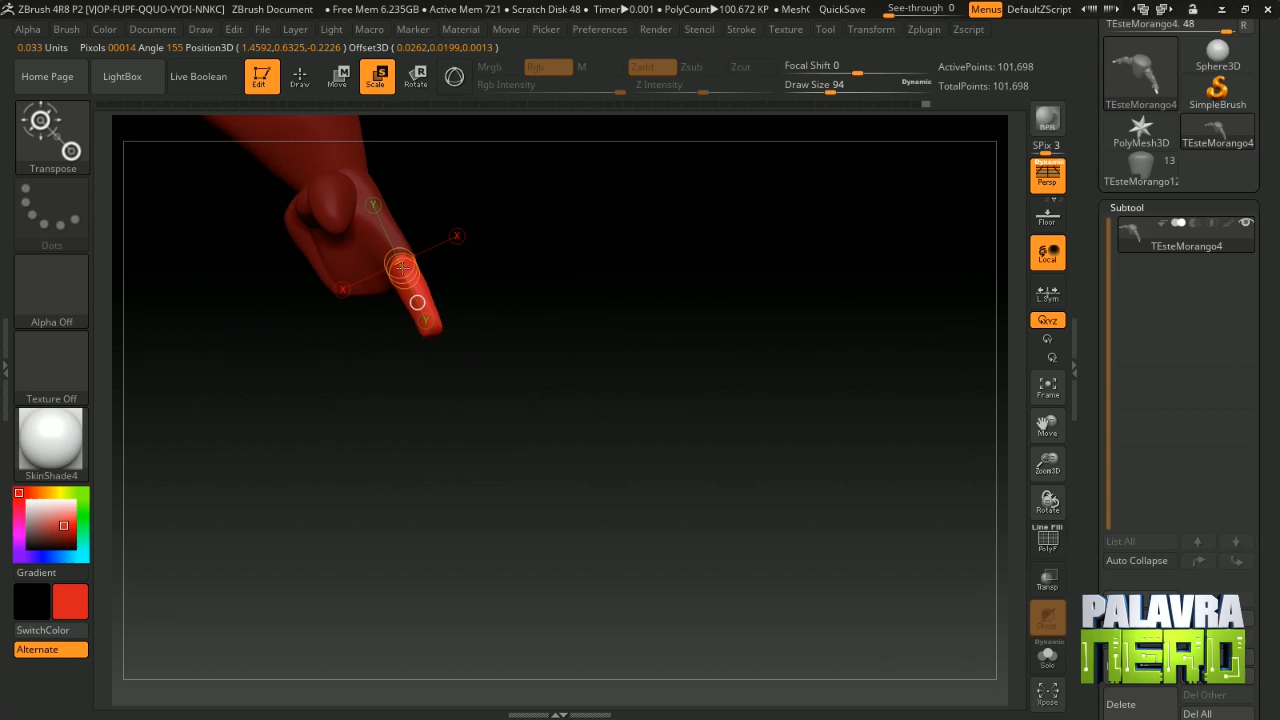 ZBrush 4R8 P2 [VJOP-FUPF-QQUO-VYDI-NNKC]
• Free Mem 6.235GB • Active Mem 721 • Scratch Disk 48 • Timer▶0.001 • PolyCount▶100.672 KP • MeshC
QuickSave
See-through 0
Menus
DefaultZScript
Alpha Brush Color Document Draw Edit File Layer Light Macro Marker Material Movie Picker Preferences Render Stencil Stroke Texture Tool Transform Zplugin Zscript
0.033 Units Pixols 00014 Angle 155 Position3D ( 1.4592,0.6325,-0.2226 ) Offset3D ( 0.0262,0.0199,0.0013 )
Home Page
LightBox
Live Boolean
Edit
Draw
Move
Scale
Rotate
Mrgb
Rgb
M
Rgb Intensity
Zadd
Zsub
Zcut
Z Intensity
Focal Shift 0
Draw Size 94
Dynamic
ActivePoints: 101,698
TotalPoints: 101,698
Transpose
Dots
Alpha Off
Texture Off
SkinShade4
Gradient
SwitchColor
Alternate
Y
X
X
Y
BPR
SPix 3
Dynamic
Persp
Floor
Local
L.Sym
XYZ
Y
Z
Frame
Move
Zoom3D
Rotate
Line Fill
PolyF
Transp
Ghost
Dynamic
Solo
Xpose
TEsteMorango4. 48
R
TEsteMorango4
Sphere3D
SimpleBrush
PolyMesh3D
TEsteMorango4
13
TEsteMorango12
Subtool
TEsteMorango4
List All
Auto Collapse
PALAVRA
NERD
Delete
Del Other
Del All